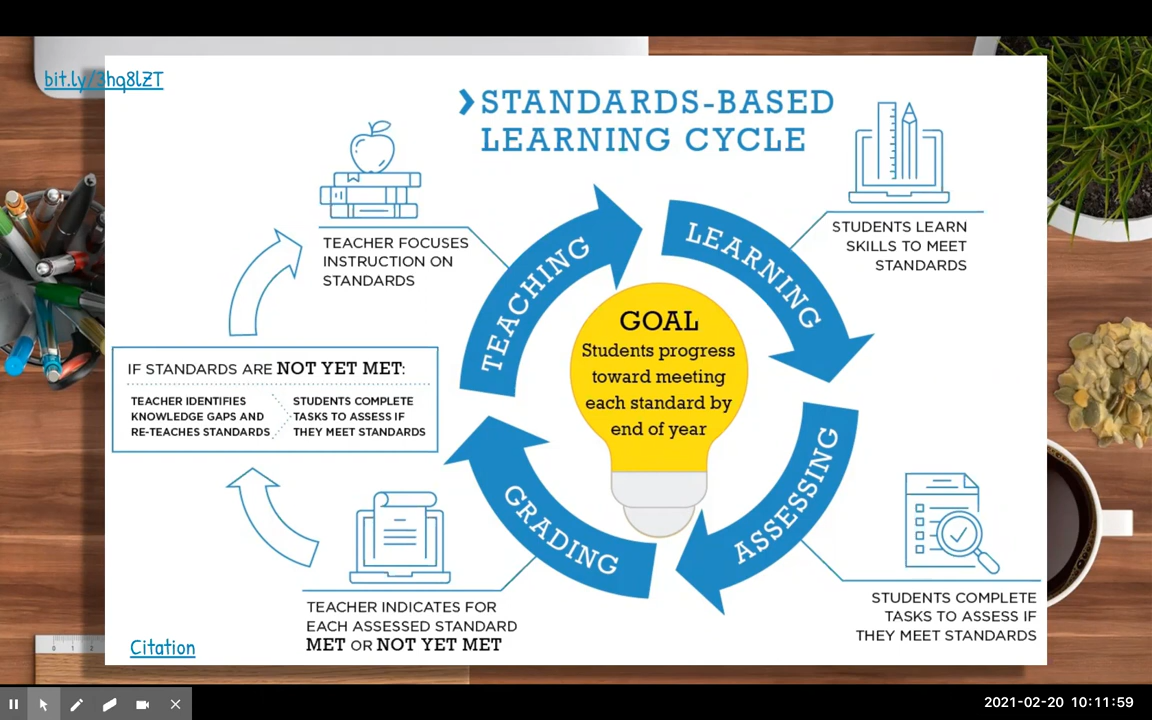 bit.ly/3hq8lZT
STANDARDS-BASED
LEARNING CYCLE
TEACHER FOCUSES
INSTRUCTION ON
STANDARDS
TEACHING
LEARNING
STUDENTS LEARN
SKILLS TO MEET
STANDARDS
GOAL
Students progress
toward meeting
each standard by
end of year
IF STANDARDS ARE NOT YET MET:
TEACHER IDENTIFIES
KNOWLEDGE GAPS AND
RE-TEACHES STANDARDS
STUDENTS COMPLETE
TASKS TO ASSESS IF
THEY MEET STANDARDS
GRADING
ASSESSING
TEACHER INDICATES FOR
EACH ASSESSED STANDARD
MET OR NOT YET MET
STUDENTS COMPLETE
TASKS TO ASSESS IF
THEY MEET STANDARDS
Citation
0 1 2
2021-02-20 10:11:59